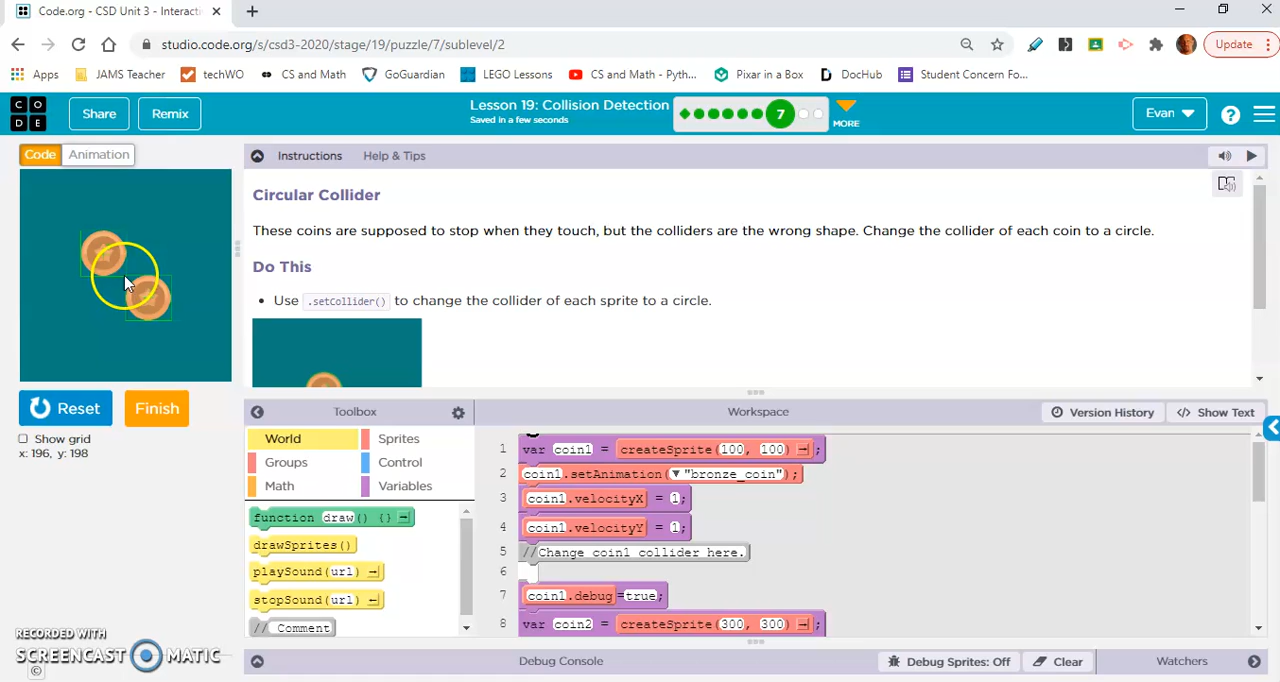 Code.org - CSD Unit 3 - Interacti
studio.code.org/s/csd3-2020/stage/19/puzzle/7/sublevel/2
Update
Apps JAMS Teacher techWO CS and Math GoGuardian LEGO Lessons CS and Math - Pyth... Pixar in a Box DocHub Student Concern Fo...
C O D E
Share
Remix
Lesson 19: Collision Detection
Saved in a few seconds
7
MORE
Evan
?
Code Animation
Instructions Help & Tips
Circular Collider
These coins are supposed to stop when they touch, but the colliders are the wrong shape. Change the collider of each coin to a circle.
Do This
• Use .setCollider() to change the collider of each sprite to a circle.
Reset
Finish
Show grid
x: 196, y: 198
Toolbox
Workspace
Version History
</> Show Text
World
Sprites
Groups
Control
Math
Variables
function draw() {}
drawSprites()
playSound(url)
stopSound(url)
// Comment
1 var coin1 = createSprite(100, 100);
2 coin1.setAnimation("bronze_coin");
3 coin1.velocityX = 1;
4 coin1.velocityY = 1;
5 //Change coin1 collider here.
6
7 coin1.debug=true;
8 var coin2 = createSprite(300, 300);
Debug Console
Debug Sprites: Off
Clear
Watchers
RECORDED WITH
SCREENCAST MATIC
©